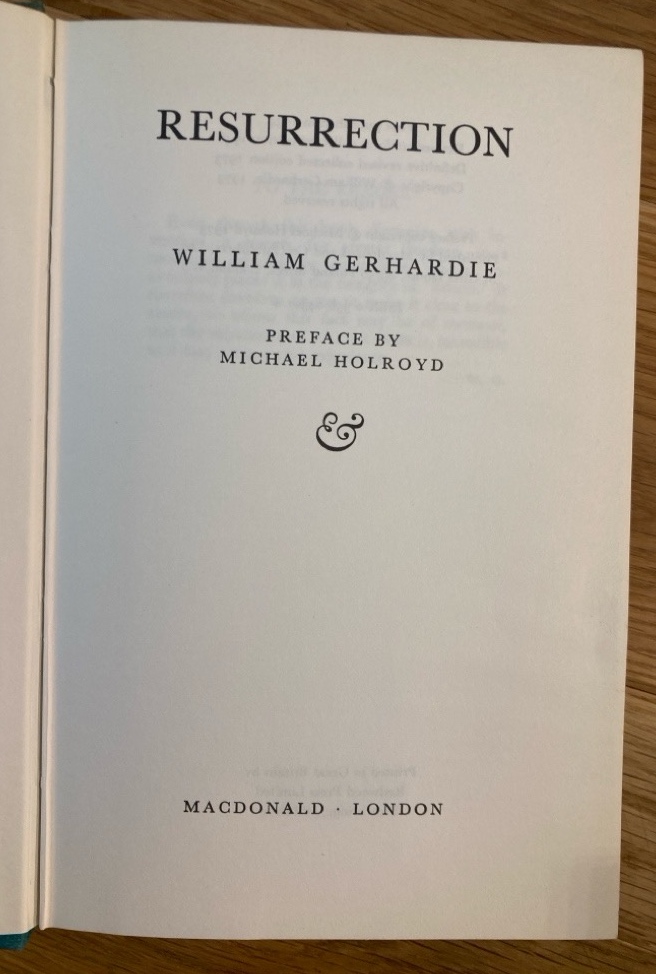 RESURRECTION
WILLIAM GERHARDIE
PREFACE BY
MICHAEL HOLROYD
&
MACDONALD · LONDON